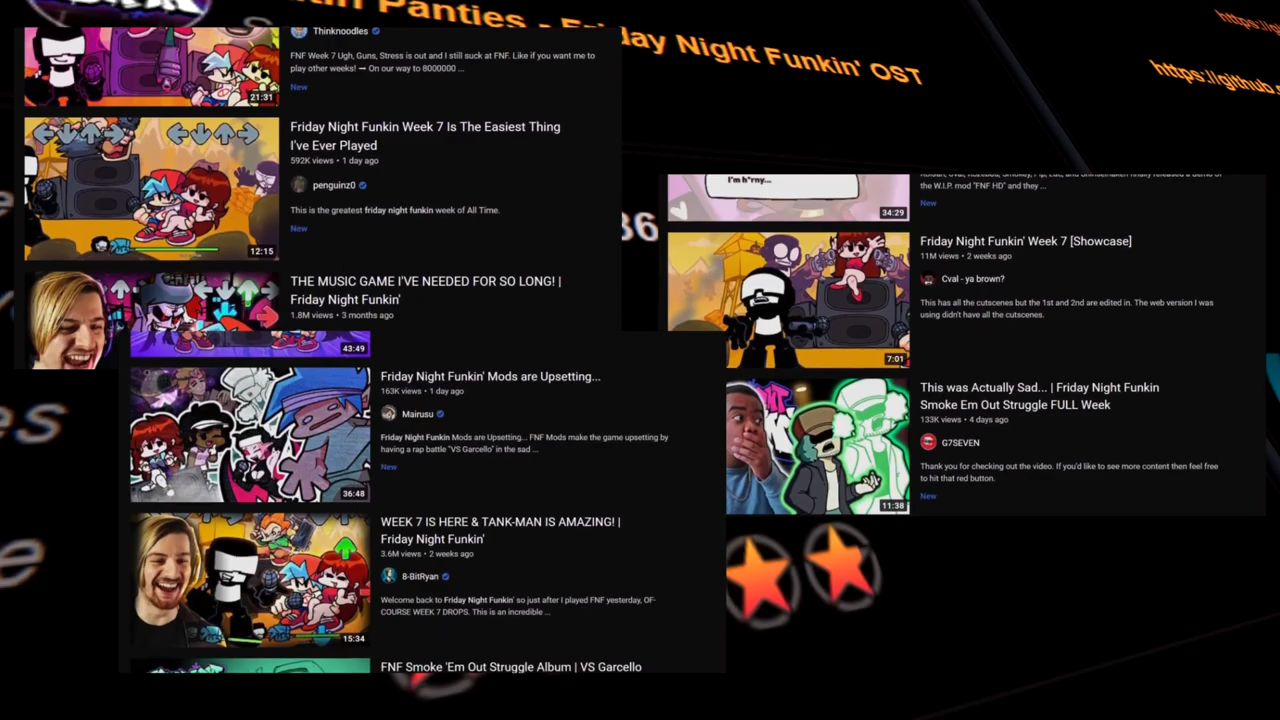 Panties - Friday Night Funkin' OST
https://github.
Thinknoodles
FNF Week 7 Ugh, Guns, Stress is out and I still suck at FNF. Like if you want me to
play other weeks! — On our way to 8000000 ...
New
21:31
Friday Night Funkin Week 7 Is The Easiest Thing
I've Ever Played
592K views • 1 day ago
penguinz0
This is the greatest friday night funkin week of All Time.
New
12:15
THE MUSIC GAME I'VE NEEDED FOR SO LONG! |
Friday Night Funkin'
1.8M views • 3 months ago
36
I'm h*rny...
34:29
the W.I.P. mod "FNF HD" and they ...
New
Friday Night Funkin' Week 7 [Showcase]
11M views • 2 weeks ago
Cval - ya brown?
This has all the cutscenes but the 1st and 2nd are edited in. The web version I was
using didn't have all the cutscenes.
7:01
This was Actually Sad... | Friday Night Funkin
Smoke Em Out Struggle FULL Week
133K views • 4 days ago
G7SEVEN
Thank you for checking out the video. If you'd like to see more content then feel free
to hit that red button.
New
11:38
43:49
Friday Night Funkin' Mods are Upsetting...
163K views • 1 day ago
Mairusu
Friday Night Funkin Mods are Upsetting... FNF Mods make the game upsetting by
having a rap battle "VS Garcello" in the sad ...
New
36:48
WEEK 7 IS HERE & TANK-MAN IS AMAZING! |
Friday Night Funkin'
3.6M views • 2 weeks ago
8-BitRyan
Welcome back to Friday Night Funkin' so just after I played FNF yesterday, OF-
COURSE WEEK 7 DROPS. This is an incredible ...
15:34
FNF Smoke 'Em Out Struggle Album | VS Garcello